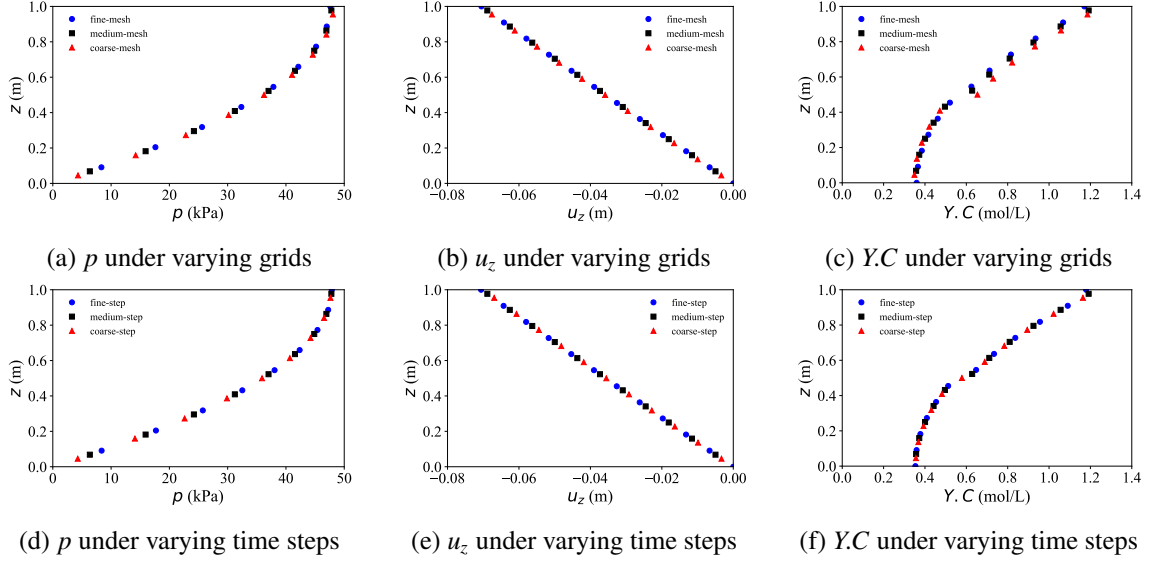 fine-mesh
medium-mesh
coarse-mesh
1.0
0.8
0.6
0.4
0.2
0.0
z (m)
0 10 20 30 40 50
p (kPa)
(a) p under varying grids
fine-mesh
medium-mesh
coarse-mesh
1.0
0.8
0.6
0.4
0.2
0.0
z (m)
−0.08 −0.06 −0.04 −0.02 −0.00
u_z (m)
(b) u_z under varying grids
fine-mesh
medium-mesh
coarse-mesh
1.0
0.8
0.6
0.4
0.2
0.0
z (m)
0.0 0.2 0.4 0.6 0.8 1.0 1.2 1.4
Y.C (mol/L)
(c) Y.C under varying grids
fine-step
medium-step
coarse-step
1.0
0.8
0.6
0.4
0.2
0.0
z (m)
0 10 20 30 40 50
p (kPa)
(d) p under varying time steps
fine-step
medium-step
coarse-step
1.0
0.8
0.6
0.4
0.2
0.0
z (m)
−0.08 −0.06 −0.04 −0.02 −0.00
u_z (m)
(e) u_z under varying time steps
fine-step
medium-step
coarse-step
1.0
0.8
0.6
0.4
0.2
0.0
z (m)
0.0 0.2 0.4 0.6 0.8 1.0 1.2 1.4
Y.C (mol/L)
(f) Y.C under varying time steps